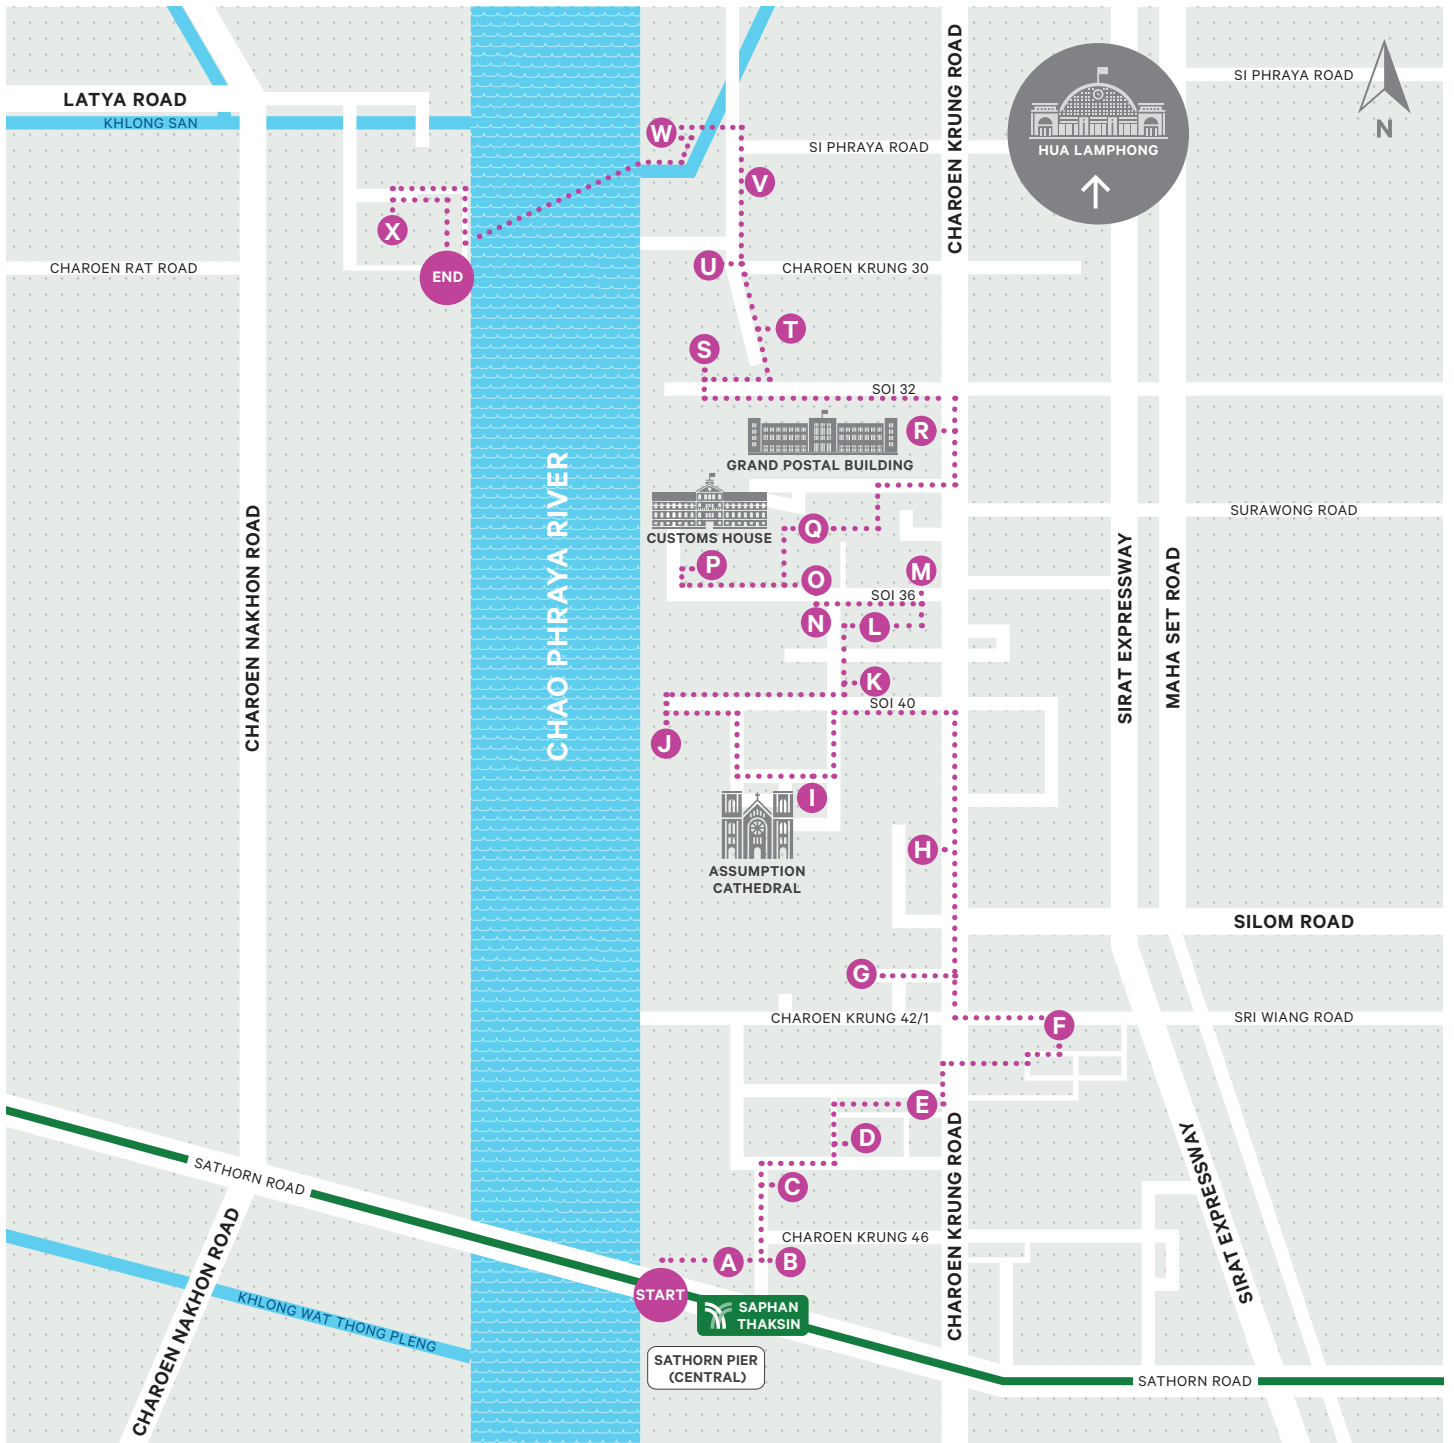 CHAROEN KRUNG ROAD
SI PHRAYA ROAD
LATYA ROAD
KHLONG SAN
N
W
SI PHRAYA ROAD
HUA LAMPHONG
V
X
U
CHAROEN RAT ROAD
END
CHAROEN KRUNG 30
T
S
SOI 32
R
GRAND POSTAL BUILDING
SURAWONG ROAD
Q
CUSTOMS HOUSE
P
O
M
SOI 36
N
L
CHAROEN NAKHON ROAD
CHAO PHRAYA RIVER
SIRAT EXPRESSWAY
MAHA SET ROAD
K
SOI 40
J
I
ASSUMPTION
CATHEDRAL
H
SILOM ROAD
G
CHAROEN KRUNG 42/1
F
SRI WIANG ROAD
E
D
C
SATHORN ROAD
CHAROEN KRUNG ROAD
SIRAT EXPRESSWAY
CHAROEN KRUNG 46
A
B
START
SAPHAN
THAKSIN
CHAROEN NAKHON ROAD
KHLONG WAT THONG PLENG
SATHORN PIER
(CENTRAL)
SATHORN ROAD